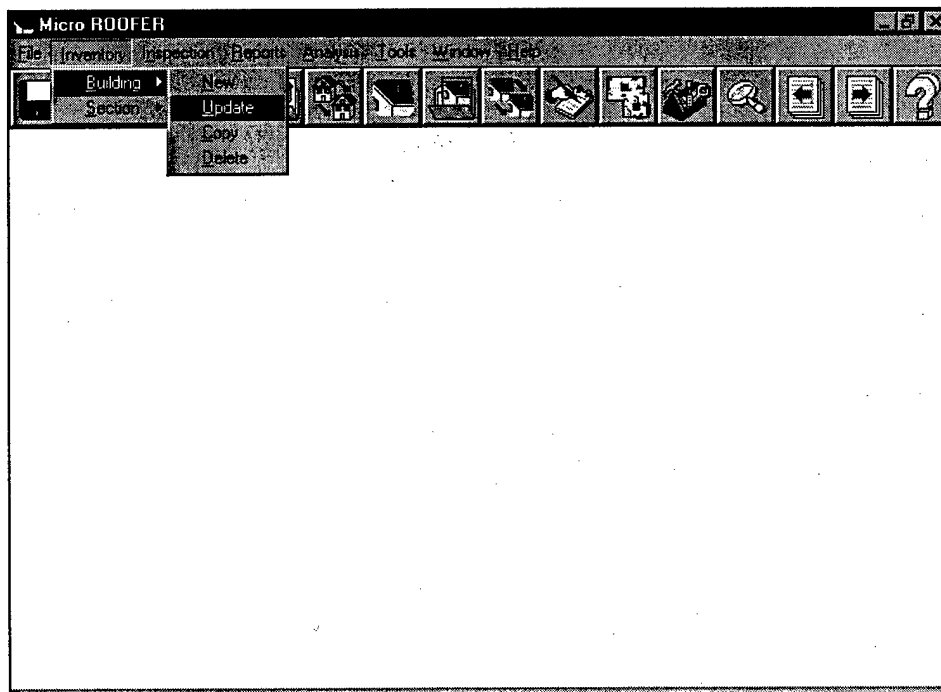 Micro ROOFER
File Inventory Inspection Reports Analysis Tools Window Help
Building New
Section Update
Copy
Delete